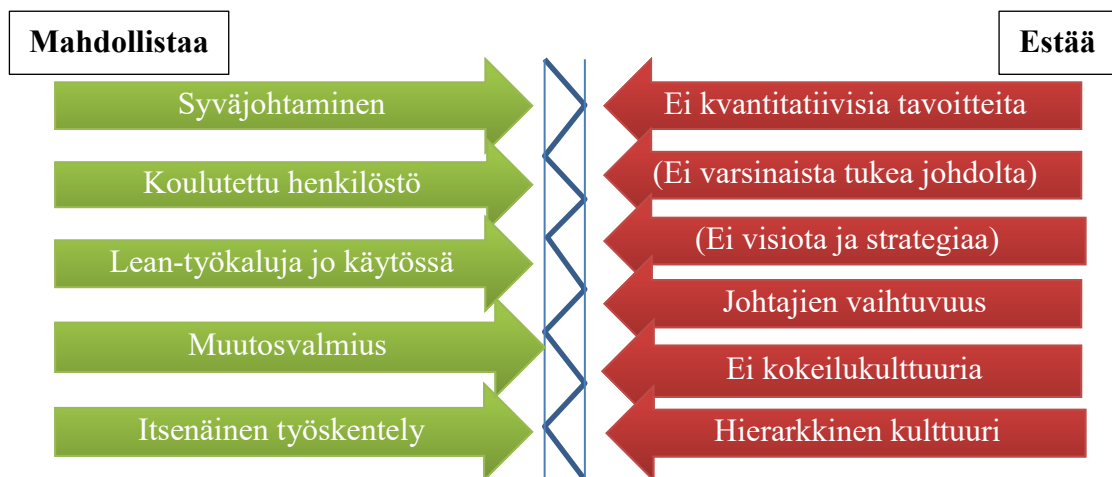 Mahdollistaa
Syväjohtaminen
Koulutettu henkilöstö
Lean-työkaluja jo käytössä
Muutosvalmius
Itsenäinen työskentely
Estää
Ei kvantitatiivisia tavoitteita
(Ei varsinaista tukea johdolta)
(Ei visiota ja strategiaa)
Johtajien vaihtuvuus
Ei kokeilukulttuuria
Hierarkkinen kulttuuri